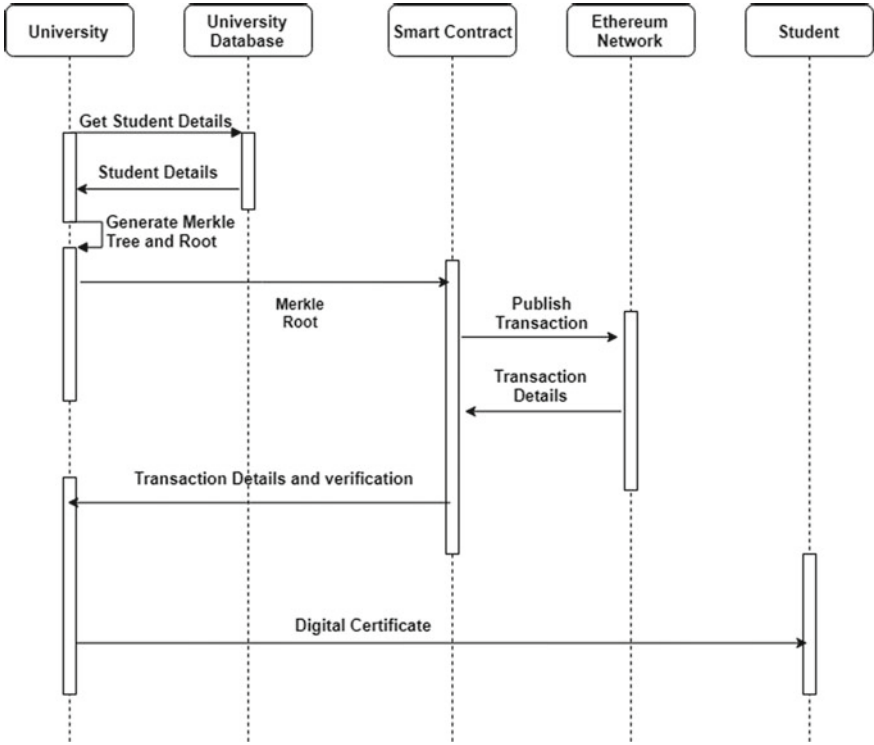 University
University
Database
Smart Contract
Ethereum
Network
Student
Get Student Details
Student Details
Generate Merkle
Tree and Root
Merkle
Root
Publish
Transaction
Transaction
Details
Transaction Details and verification
Digital Certificate